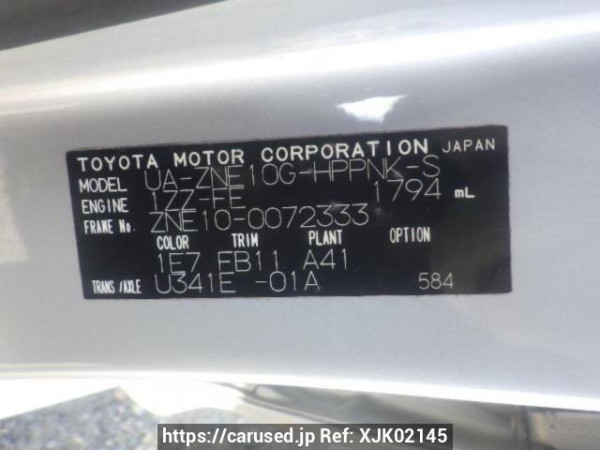 TOYOTA MOTOR CORPORATION JAPAN
MODEL UA-ZNE10G-HPPNK-S
ENGINE 1ZZ-FE 1794 mL
FRAME No. ZNE10-0072333
COLOR TRIM PLANT OPTION
1E7 FB11 A41
TRANS/AXLE U341E -01A 584
https://carused.jp Ref: XJK02145